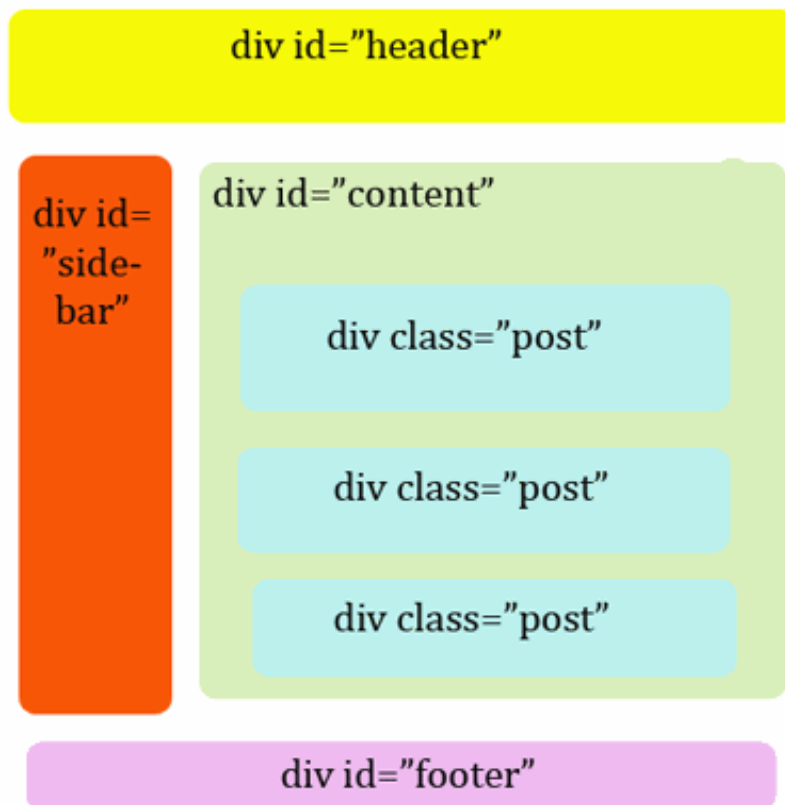 div id=”header”
div id=
”side-
bar”
div id=”content”
div class=”post”
div class=”post”
div class=”post”
div id=”footer”